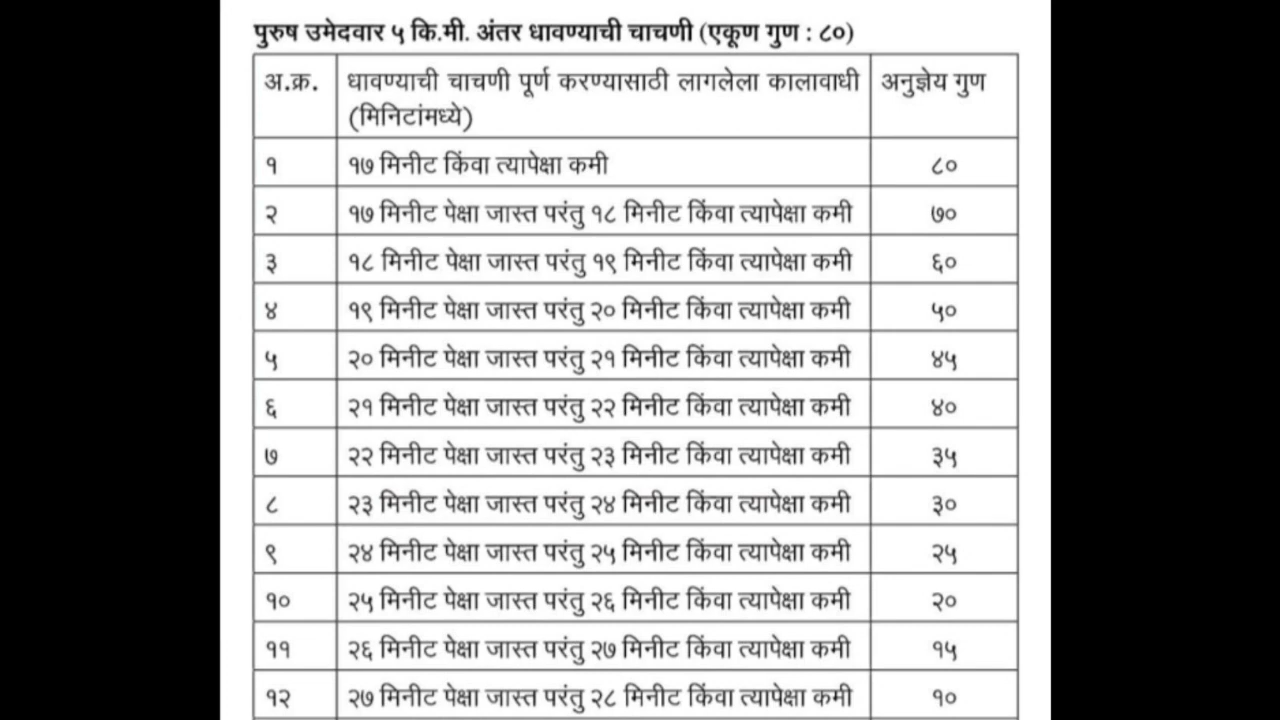 पुरुष उमेदवार ५ कि.मी. अंतर धावण्याची चाचणी (एकूण गुण : ८०)
अ.क्र. धावण्याची चाचणी पूर्ण करण्यासाठी लागलेला कालावाधी अनुज्ञेय गुण
(मिनिटांमध्ये)
१ १७ मिनीट किंवा त्यापेक्षा कमी ८०
२ १७ मिनीट पेक्षा जास्त परंतु १८ मिनीट किंवा त्यापेक्षा कमी ७०
३ १८ मिनीट पेक्षा जास्त परंतु १९ मिनीट किंवा त्यापेक्षा कमी ६०
४ १९ मिनीट पेक्षा जास्त परंतु २० मिनीट किंवा त्यापेक्षा कमी ५०
५ २० मिनीट पेक्षा जास्त परंतु २१ मिनीट किंवा त्यापेक्षा कमी ४५
६ २१ मिनीट पेक्षा जास्त परंतु २२ मिनीट किंवा त्यापेक्षा कमी ४०
७ २२ मिनीट पेक्षा जास्त परंतु २३ मिनीट किंवा त्यापेक्षा कमी ३५
८ २३ मिनीट पेक्षा जास्त परंतु २४ मिनीट किंवा त्यापेक्षा कमी ३०
९ २४ मिनीट पेक्षा जास्त परंतु २५ मिनीट किंवा त्यापेक्षा कमी २५
१० २५ मिनीट पेक्षा जास्त परंतु २६ मिनीट किंवा त्यापेक्षा कमी २०
११ २६ मिनीट पेक्षा जास्त परंतु २७ मिनीट किंवा त्यापेक्षा कमी १५
१२ २७ मिनीट पेक्षा जास्त परंतु २८ मिनीट किंवा त्यापेक्षा कमी १०